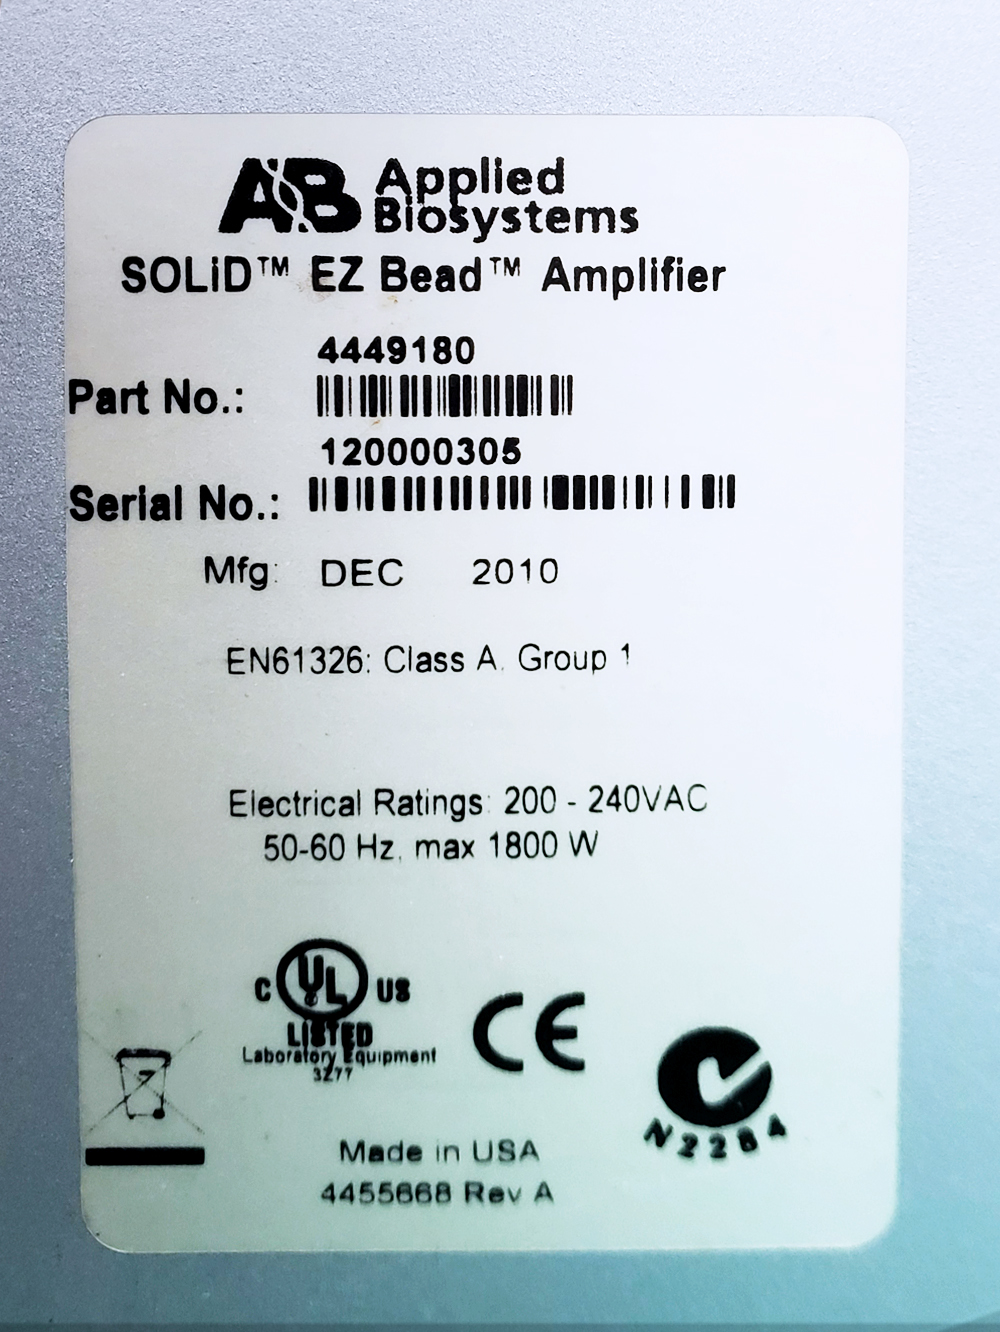 AB Applied
Biosystems
SOLiD™ EZ Bead™ Amplifier
4449180
Part No.:
120000305
Serial No.:
Mfg: DEC 2010
EN61326: Class A, Group 1
Electrical Ratings: 200 - 240VAC
50-60 Hz, max 1800 W
C UL US
LISTED
Laboratory Equipment
3Z77
CE
N2284
Made in USA
4455668 Rev A